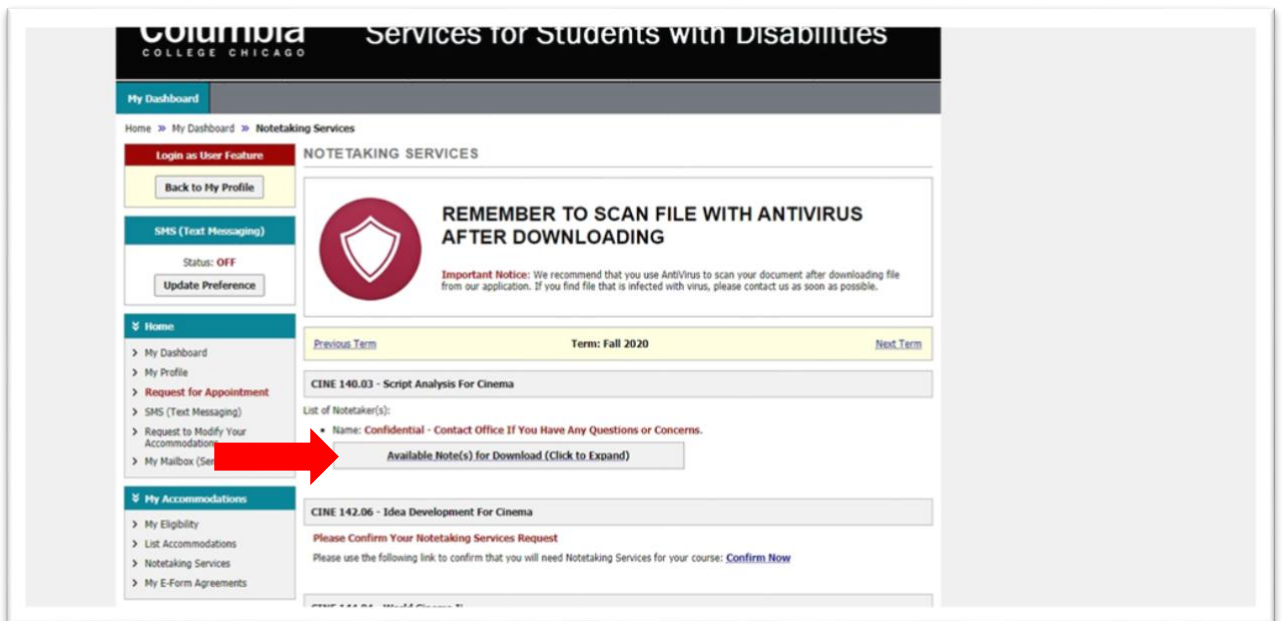 Columbia
COLLEGE CHICAGO
Services for Students with Disabilities
My Dashboard
Home » My Dashboard » Notetaking Services
Login as User Feature
Back to My Profile
SMS (Text Messaging)
Status: OFF
Update Preference
Home
My Dashboard
My Profile
Request for Appointment
SMS (Text Messaging)
Request to Modify Your
Accommodations
My Mailbox
My Accommodations
My Eligibility
List Accommodations
Notetaking Services
My E-Form Agreements
NOTETAKING SERVICES
REMEMBER TO SCAN FILE WITH ANTIVIRUS
AFTER DOWNLOADING
Important Notice: We recommend that you use AntiVirus to scan your document after downloading file
from our application. If you find file that is infected with virus, please contact us as soon as possible.
Previous Term
Term: Fall 2020
Next Term
CINE 140.03 - Script Analysis For Cinema
List of Notetaker(s):
• Name: Confidential - Contact Office If You Have Any Questions or Concerns.
Available Note(s) for Download (Click to Expand)
CINE 142.06 - Idea Development For Cinema
Please Confirm Your Notetaking Services Request
Please use the following link to confirm that you will need Notetaking Services for your course: Confirm Now